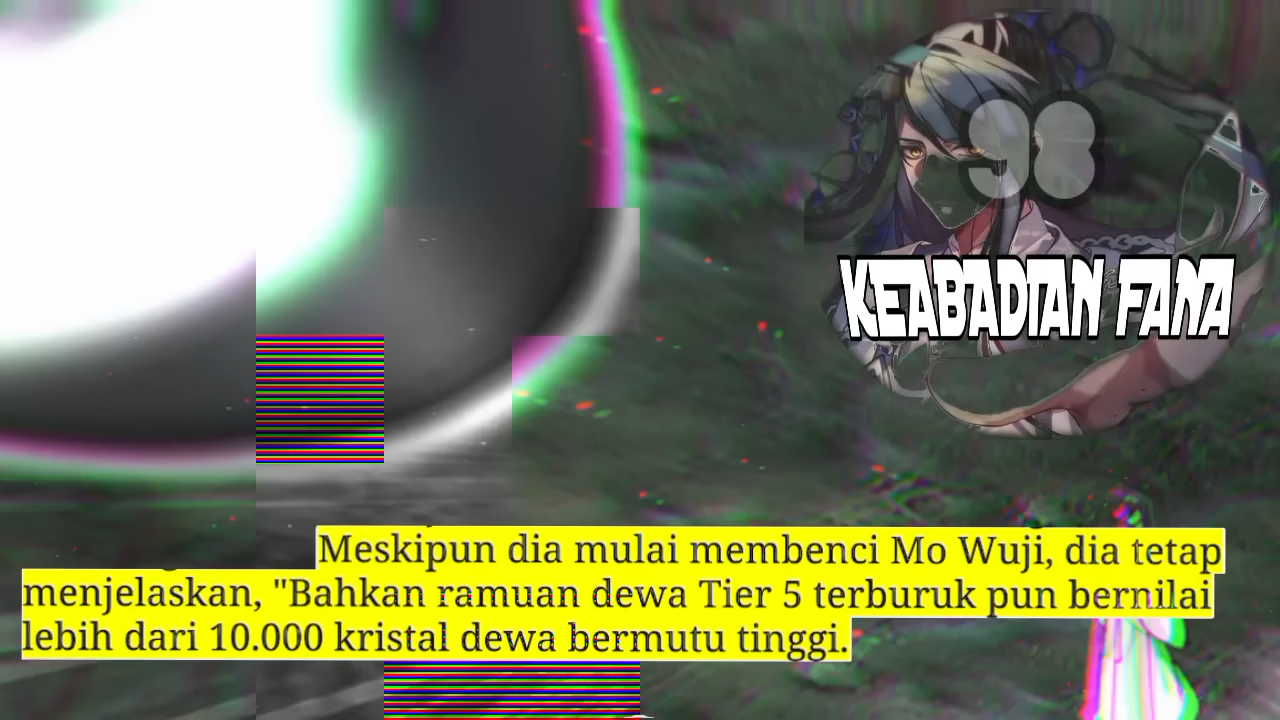 98
KEABADIAN FANA
Meskipun dia mulai membenci Mo Wuji, dia tetap
menjelaskan, "Bahkan ramuan dewa Tier 5 terburuk pun bernilai
lebih dari 10.000 kristal dewa bermutu tinggi.